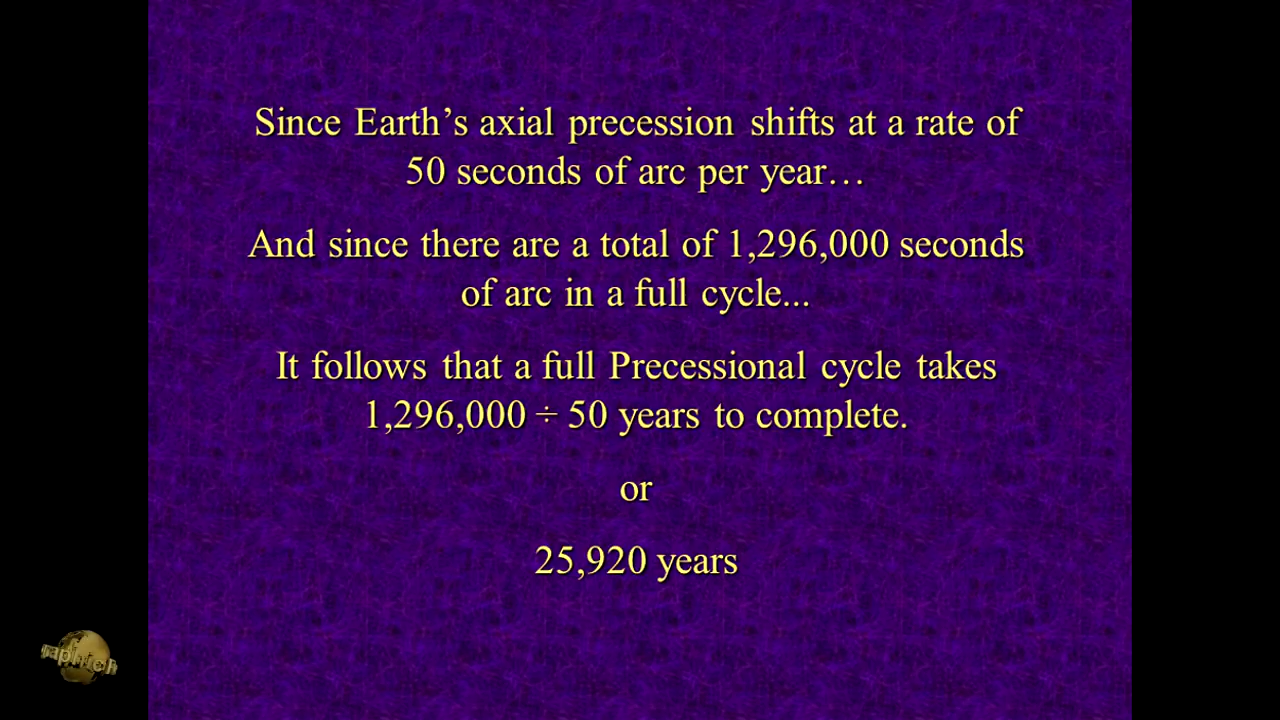 Since Earth’s axial precession shifts at a rate of
50 seconds of arc per year…
And since there are a total of 1,296,000 seconds
of arc in a full cycle...
It follows that a full Precessional cycle takes
1,296,000 ÷ 50 years to complete.
or
25,920 years